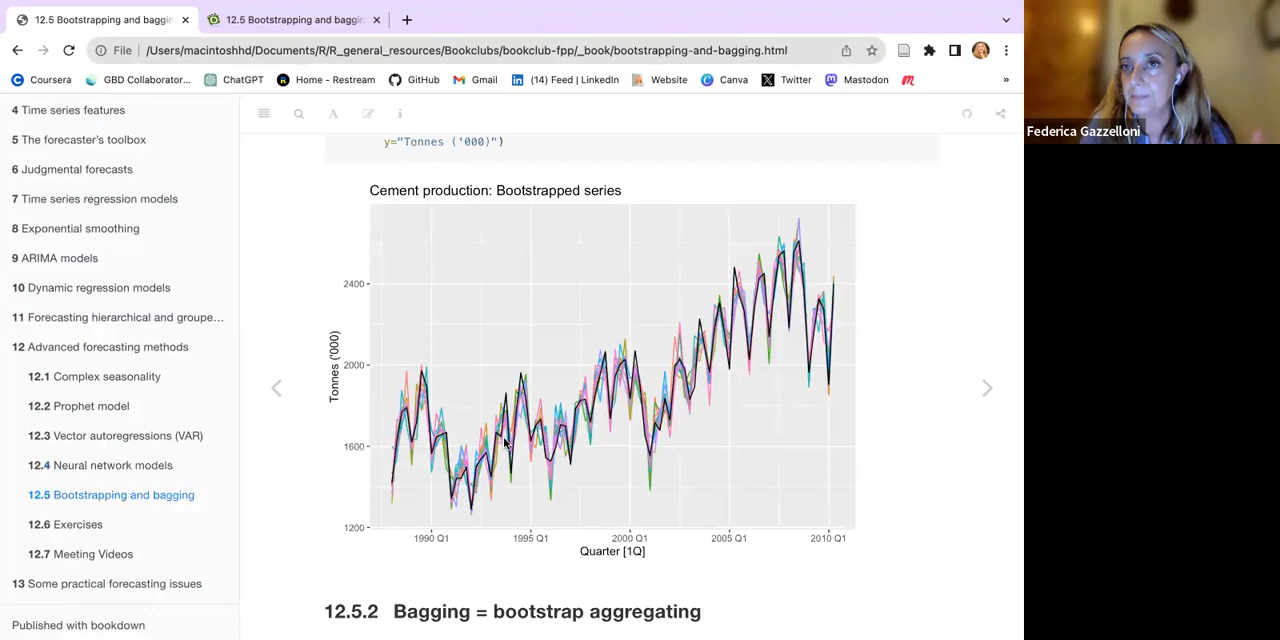 12.5 Bootstrapping and baggin
12.5 Bootstrapping and baggin
File /Users/macintoshhd/Documents/R/R_general_resources/Bookclubs/bookclub-fpp/_book/bootstrapping-and-bagging.html
Coursera GBD Collaborator... ChatGPT Home - Restream GitHub Gmail (14) Feed | LinkedIn Website Canva Twitter Mastodon »
Federica Gazzelloni
4 Time series features
5 The forecaster's toolbox
6 Judgmental forecasts
7 Time series regression models
8 Exponential smoothing
9 ARIMA models
10 Dynamic regression models
11 Forecasting hierarchical and groupe...
12 Advanced forecasting methods
12.1 Complex seasonality
12.2 Prophet model
12.3 Vector autoregressions (VAR)
12.4 Neural network models
12.5 Bootstrapping and bagging
12.6 Exercises
12.7 Meeting Videos
13 Some practical forecasting issues
Published with bookdown
y="Tonnes ('000)")
Cement production: Bootstrapped series
Tonnes ('000)
2400
2000
1600
1200
1990 Q1 1995 Q1 2000 Q1 2005 Q1 2010 Q1
Quarter [1Q]
12.5.2 Bagging = bootstrap aggregating